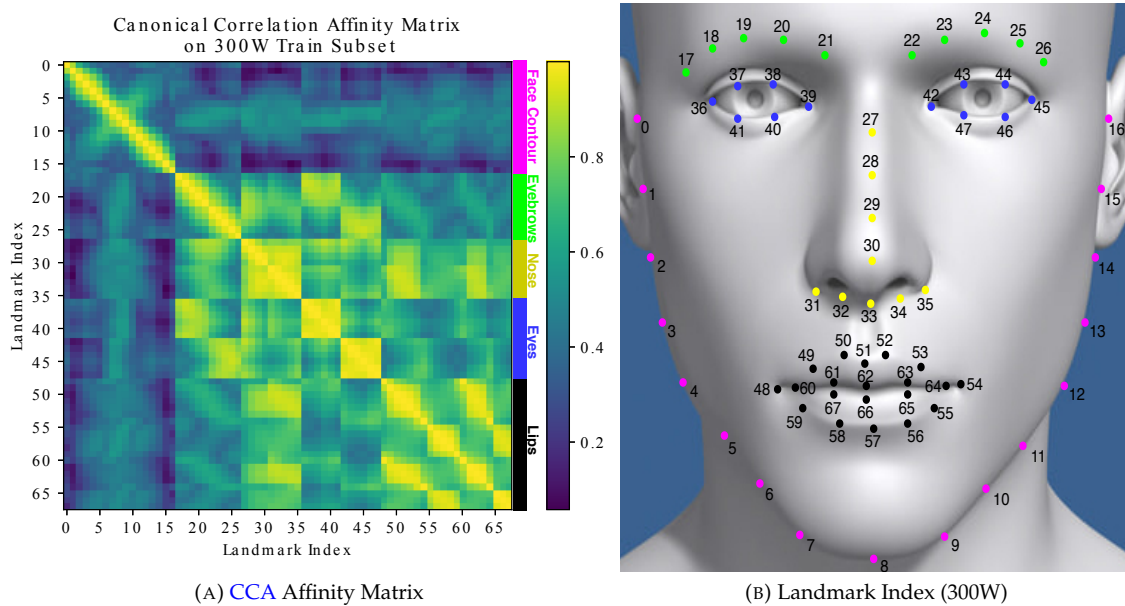 Canonical Correlation Affinity Matrix
on 300W Train Subset
0
5
10
15
20
25
30
35
40
45
50
55
60
65
Landmark Index
0 5 10 15 20 25 30 35 40 45 50 55 60 65
Landmark Index
Face Contour
Eyebrows
Nose
Eyes
Lips
0.8
0.6
0.4
0.2
(A) CCA Affinity Matrix
17 18 19 20 21 22 23 24 25 26
36 37 38 39 42 43 44 45
41 40 47 46
0 27 16
28
1 29 15
2 30 14
31 32 33 34 35
3 13
50 51 52
49 61 62 63 53
4 48 60 64 54 12
59 67 66 65 55
58 57 56
5 11
6 10
7 9
8
(B) Landmark Index (300W)